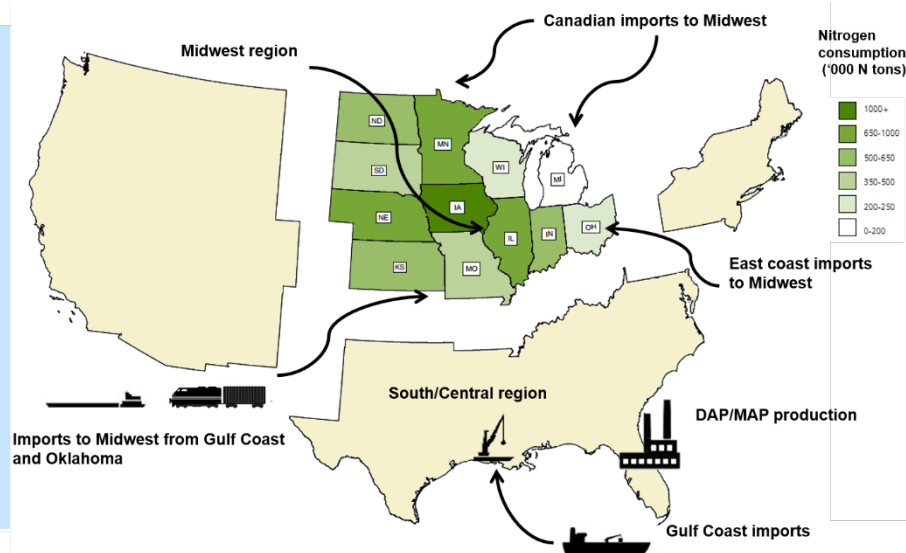 Canadian imports to Midwest
Midwest region
Nitrogen
consumption
('000 N tons)
1000+
650-1000
500-650
350-500
200-250
0-200
ND
MN
SD
WI
MI
IA
NE
IL
IN
OH
KS
MO
East coast imports
to Midwest
South/Central region
DAP/MAP production
Imports to Midwest from Gulf Coast
and Oklahoma
Gulf Coast imports